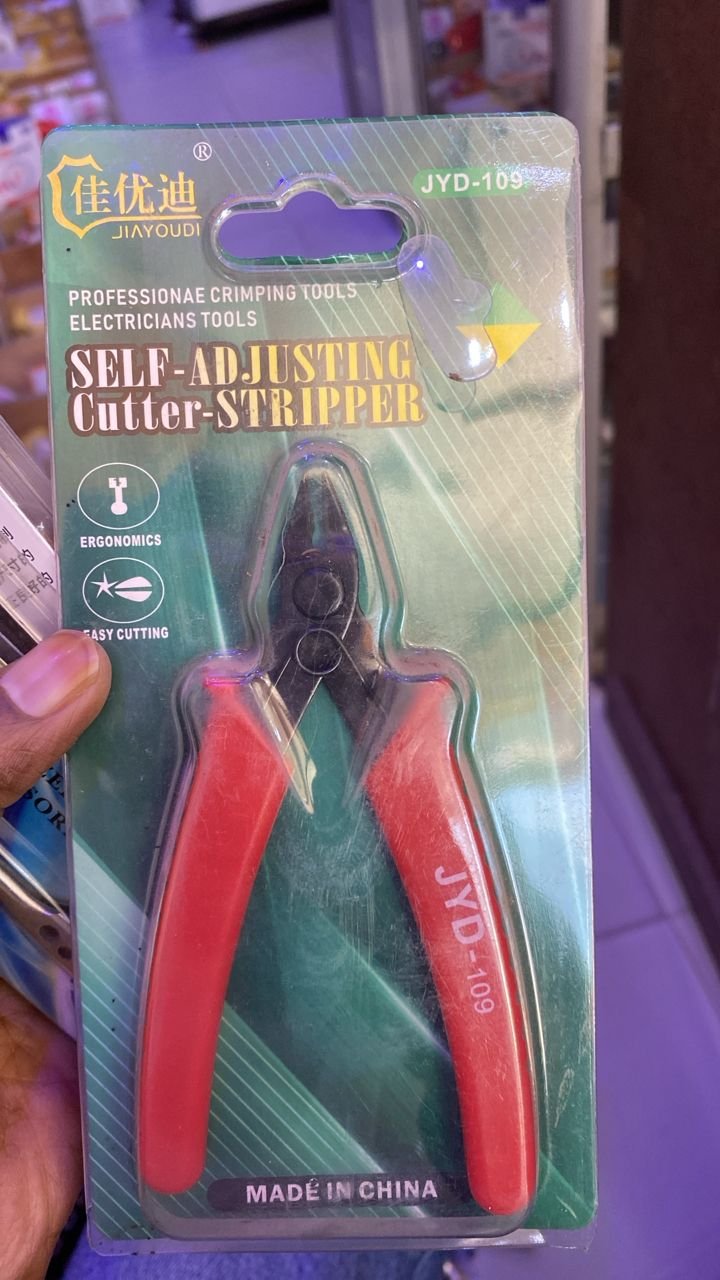 佳优迪
®
JIAYOUDI
JYD-109
PROFESSIONAE CRIMPING TOOLS
ELECTRICIANS TOOLS
SELF-ADJUSTING
Cutter-STRIPPER
ERGONOMICS
EASY CUTTING
JYD-109
MADE IN CHINA